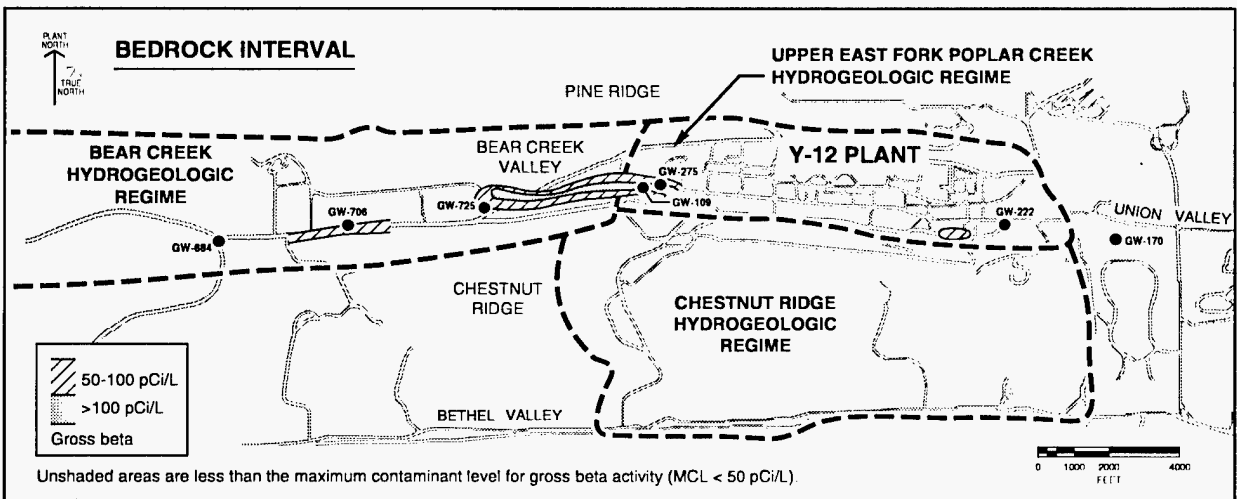 PLANT
NORTH
TRUE
NORTH
BEDROCK INTERVAL
UPPER EAST FORK POPLAR CREEK
HYDROGEOLOGIC REGIME
PINE RIDGE
BEAR CREEK
HYDROGEOLOGIC
REGIME
BEAR CREEK
VALLEY
Y-12 PLANT
GW-275
GW-109
GW-725
GW-706
GW-684
GW-222
UNION VALLEY
GW-170
CHESTNUT
RIDGE
CHESTNUT RIDGE
HYDROGEOLOGIC
REGIME
50-100 pCi/L
>100 pCi/L
Gross beta
BETHEL VALLEY
0 1000 2000 4000
FEET
Unshaded areas are less than the maximum contaminant level for gross beta activity (MCL < 50 pCi/L).